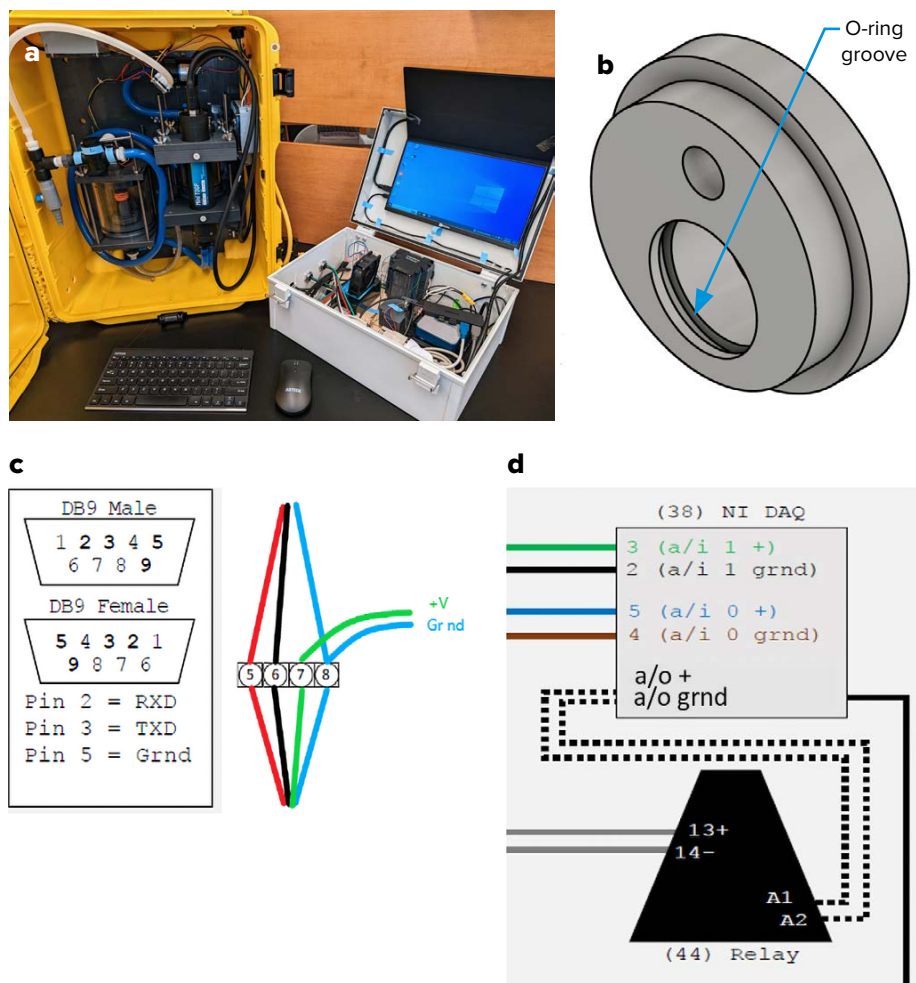 a
b
O-ring
groove
c
DB9 Male
1 2 3 4 5
6 7 8 9
DB9 Female
5 4 3 2 1
9 8 7 6
Pin 2 = RXD
Pin 3 = TXD
Pin 5 = Grnd
+V
Grnd
5 6 7 8
d
(38) NI DAQ
3 (a/i 1 +)
2 (a/i 1 grnd)
5 (a/i 0 +)
4 (a/i 0 grnd)
a/o +
a/o grnd
13+
14-
A1
A2
(44) Relay